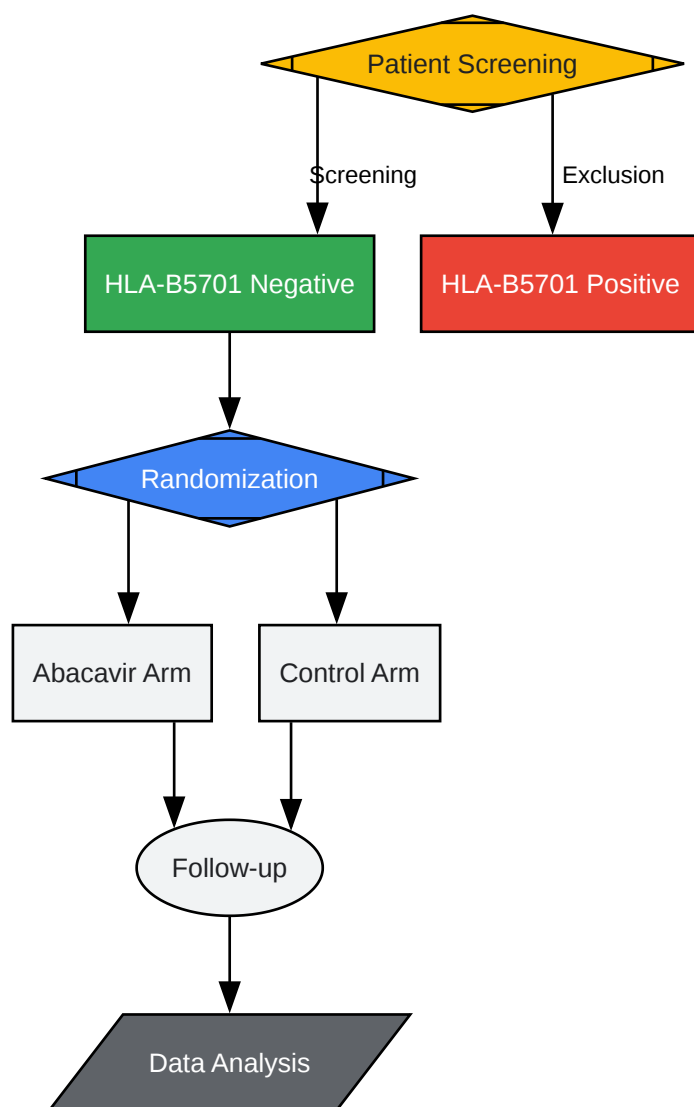 Patient Screening
Screening
Exclusion
HLA-B5701 Negative
HLA-B5701 Positive
Randomization
Abacavir Arm
Control Arm
Follow-up
Data Analysis